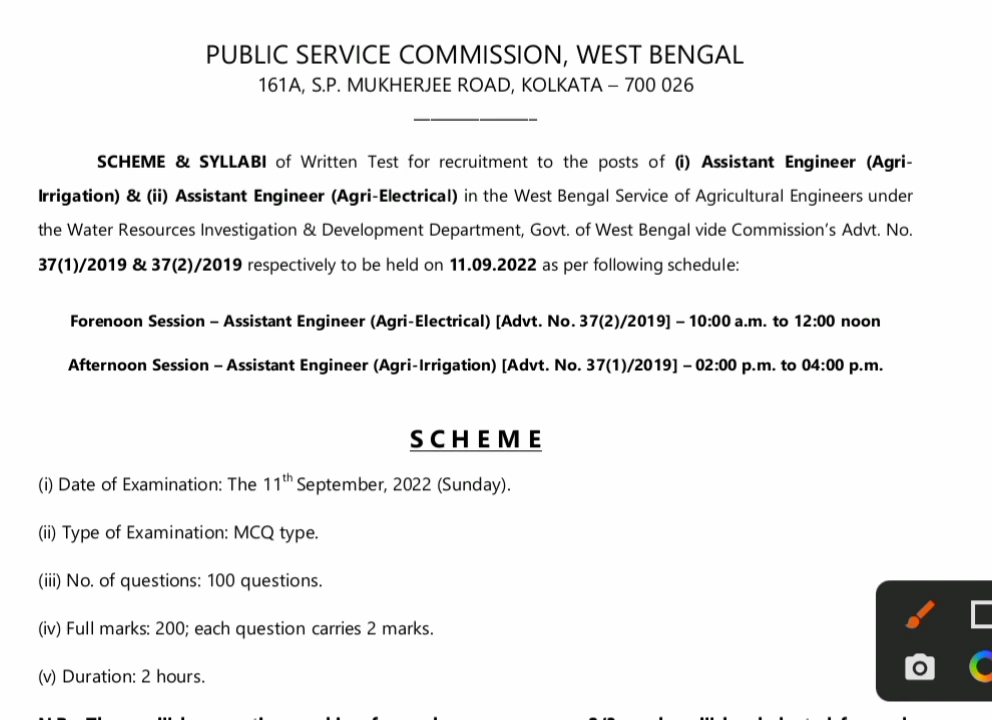 PUBLIC SERVICE COMMISSION, WEST BENGAL
161A, S.P. MUKHERJEE ROAD, KOLKATA – 700 026
SCHEME & SYLLABI of Written Test for recruitment to the posts of (i) Assistant Engineer (Agri-
Irrigation) & (ii) Assistant Engineer (Agri-Electrical) in the West Bengal Service of Agricultural Engineers under
the Water Resources Investigation & Development Department, Govt. of West Bengal vide Commission's Advt. No.
37(1)/2019 & 37(2)/2019 respectively to be held on 11.09.2022 as per following schedule:
Forenoon Session – Assistant Engineer (Agri-Electrical) [Advt. No. 37(2)/2019] – 10:00 a.m. to 12:00 noon
Afternoon Session – Assistant Engineer (Agri-Irrigation) [Advt. No. 37(1)/2019] – 02:00 p.m. to 04:00 p.m.
S C H E M E
(i) Date of Examination: The 11th September, 2022 (Sunday).
(ii) Type of Examination: MCQ type.
(iii) No. of questions: 100 questions.
(iv) Full marks: 200; each question carries 2 marks.
(v) Duration: 2 hours.